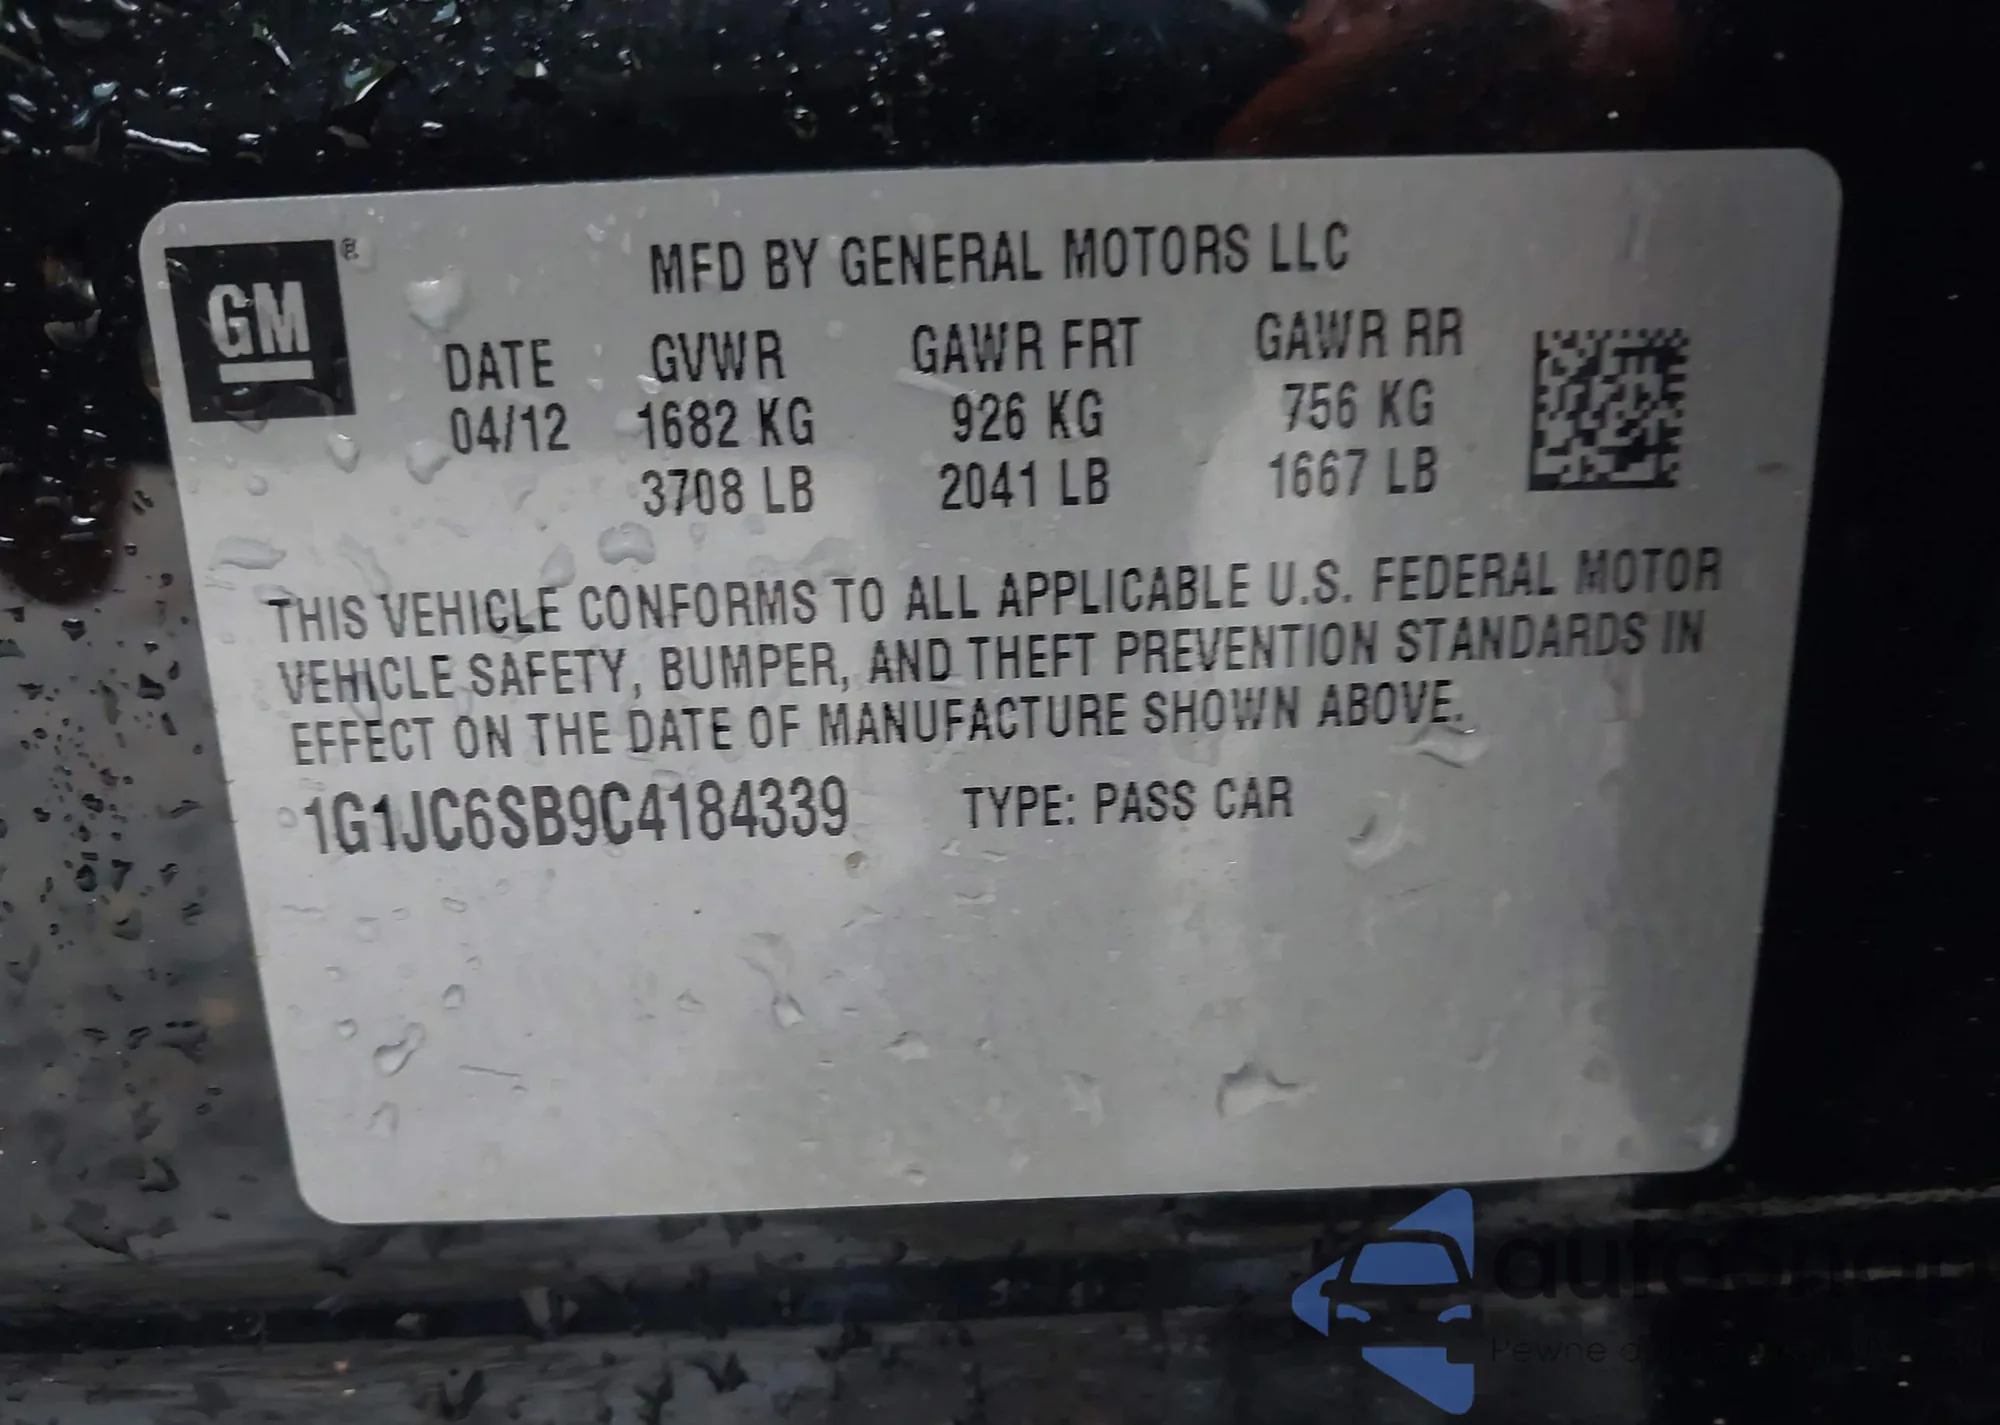 GM®
MFD BY GENERAL MOTORS LLC
DATE GVWR GAWR FRT GAWR RR
04/12 1682 KG 926 KG 756 KG
3708 LB 2041 LB 1667 LB
THIS VEHICLE CONFORMS TO ALL APPLICABLE U.S. FEDERAL MOTOR
VEHICLE SAFETY, BUMPER, AND THEFT PREVENTION STANDARDS IN
EFFECT ON THE DATE OF MANUFACTURE SHOWN ABOVE.
1G1JC6SB9C4184339 TYPE: PASS CAR
Pewne